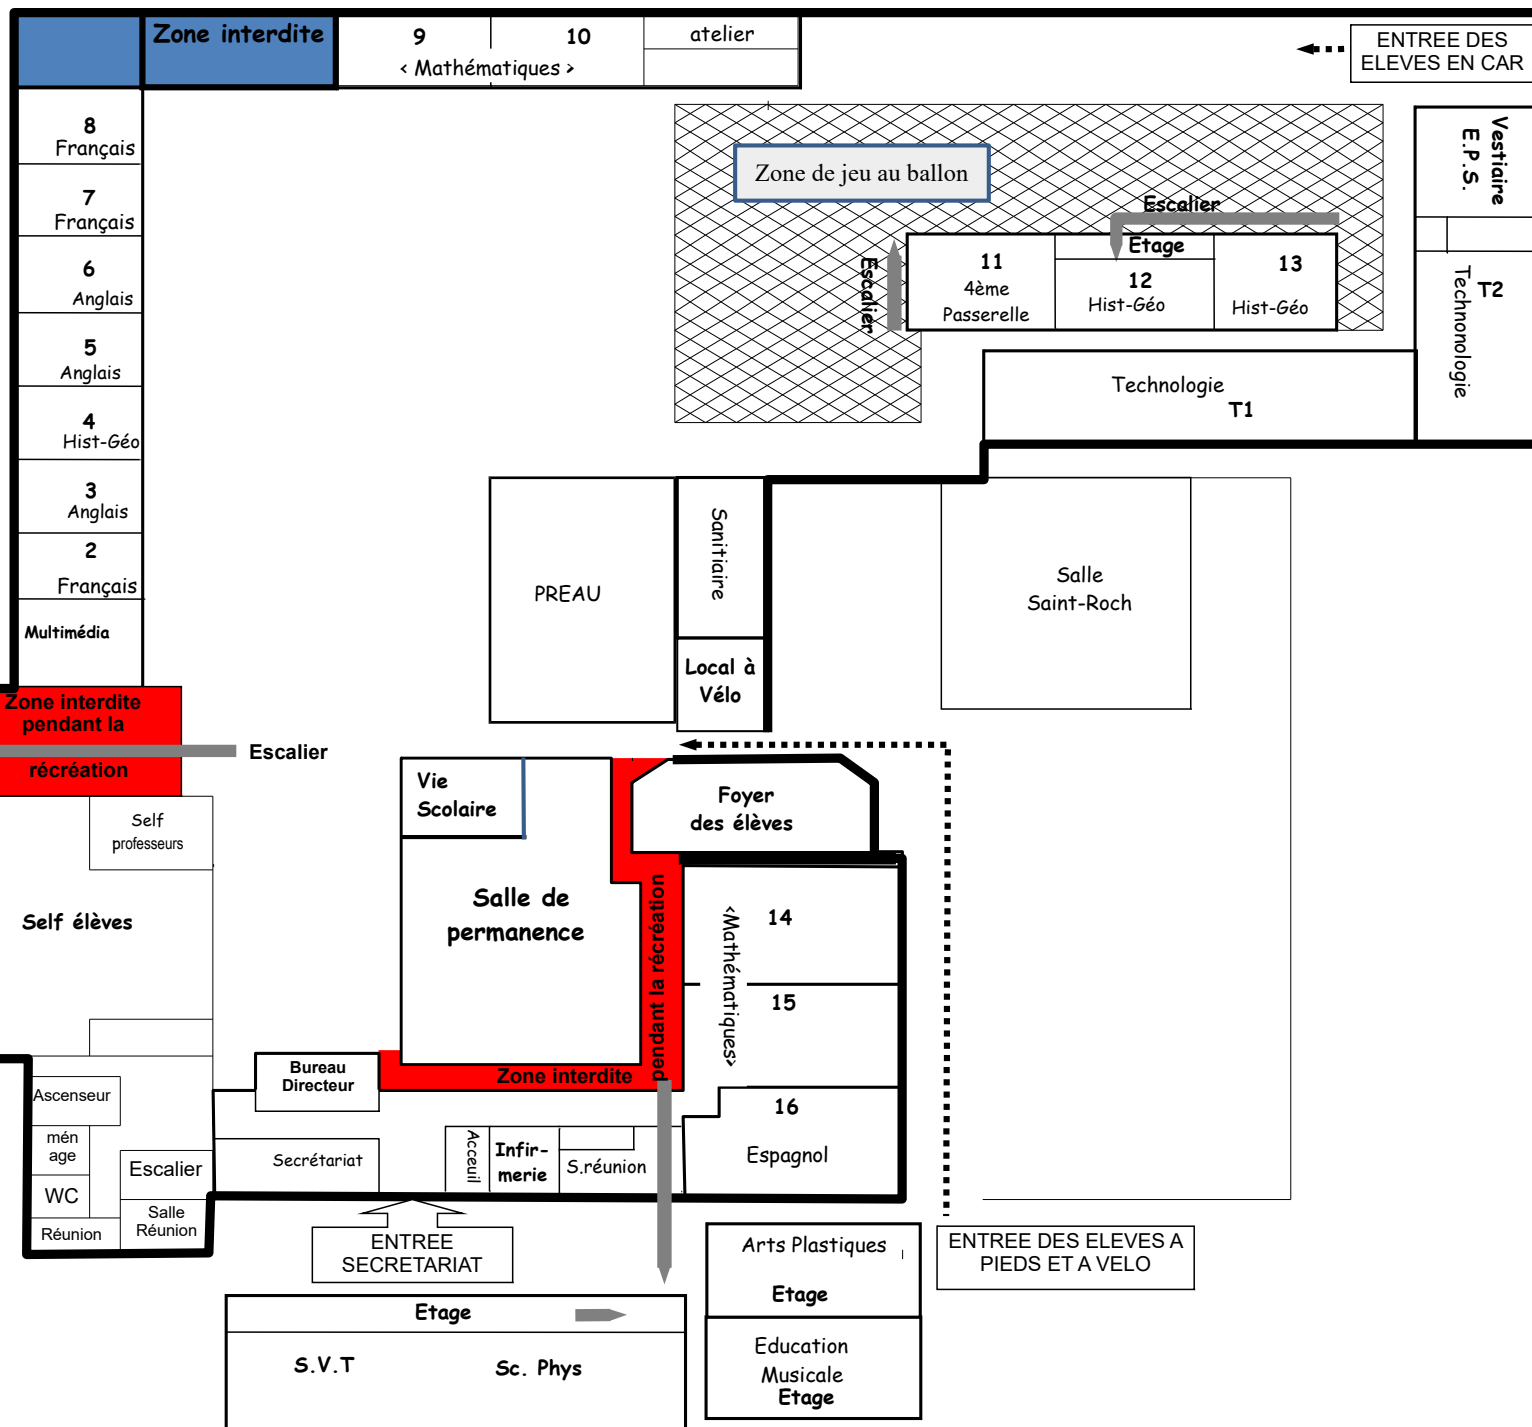 Zone interdite
9
10
< Mathématiques >
atelier
ENTREE DES
ELEVES EN CAR
8
Français
7
Français
6
Anglais
5
Anglais
4
Hist-Géo
3
Anglais
2
Français
Multimédia
Zone de jeu au ballon
Escalier
Escalier
Etage
11
4ème
Passerelle
12
Hist-Géo
13
Hist-Géo
Vestiaire
E.P.S.
T2
Technonologie
Technologie
T1
PREAU
Sanitiaire
Local à
Vélo
Salle
Saint-Roch
Zone interdite
pendant la
récréation
Escalier
Self
professeurs
Self élèves
Vie
Scolaire
Salle de
permanence
Foyer
des élèves
pendant la récréation
Zone interdite
<Mathématiques>
14
15
16
Espagnol
Bureau
Directeur
Ascenseur
mén
age
WC
Réunion
Escalier
Salle
Réunion
Secrétariat
Acceuil
Infir-
merie
S.réunion
ENTREE
SECRETARIAT
Arts Plastiques
Etage
ENTREE DES ELEVES A
PIEDS ET A VELO
Etage
S.V.T
Sc. Phys
Education
Musicale
Etage